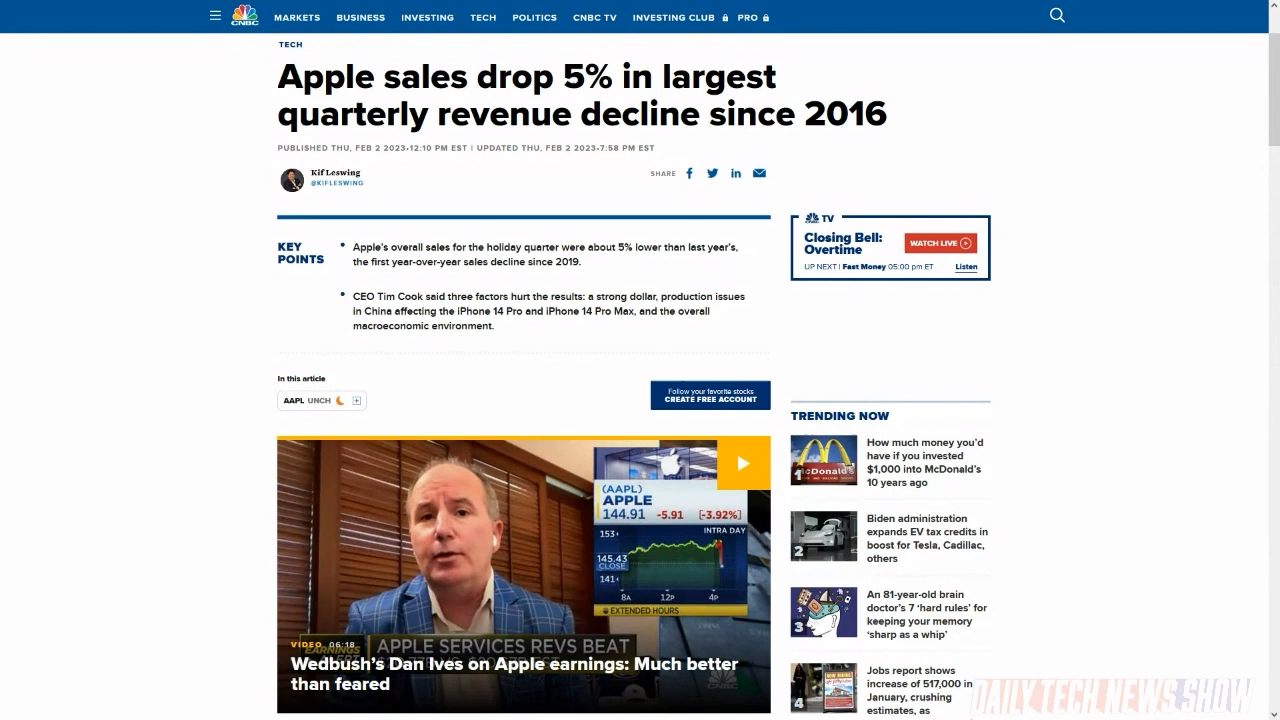 CNBC
MARKETS BUSINESS INVESTING TECH POLITICS CNBC TV INVESTING CLUB PRO
TECH
Apple sales drop 5% in largest
quarterly revenue decline since 2016
PUBLISHED THU, FEB 2 2023•12:10 PM EST | UPDATED THU, FEB 2 2023•7:58 PM EST
Kif Leswing
@KIFLESWING
SHARE
KEY
POINTS
• Apple's overall sales for the holiday quarter were about 5% lower than last year's,
the first year-over-year sales decline since 2019.
• CEO Tim Cook said three factors hurt the results: a strong dollar, production issues
in China affecting the iPhone 14 Pro and iPhone 14 Pro Max, and the overall
macroeconomic environment.
In this article
AAPL UNCH
Follow your favorite stocks
CREATE FREE ACCOUNT
(AAPL)
APPLE
144.91 -5.91 [-3.92%]
INTRA DAY
153
145.43
CLOSE
141
8A 12P 4P
EXTENDED HOURS
VIDEO 06:18
EARNINGS
APPLE SERVICES REVS BEAT
Wedbush's Dan Ives on Apple earnings: Much better
than feared
CNBC
TV
Closing Bell:
Overtime
WATCH LIVE
UP NEXT | Fast Money 05:00 pm ET
Listen
TRENDING NOW
McDonald's
1
How much money you'd
have if you invested
$1,000 into McDonald's
10 years ago
2
Biden administration
expands EV tax credits in
boost for Tesla, Cadillac,
others
3
An 81-year-old brain
doctor's 7 'hard rules' for
keeping your memory
'sharp as a whip'
NOW HIRING
4
Jobs report shows
increase of 517,000 in
January, crushing
estimates, as
DAILY TECH NEWS SHOW